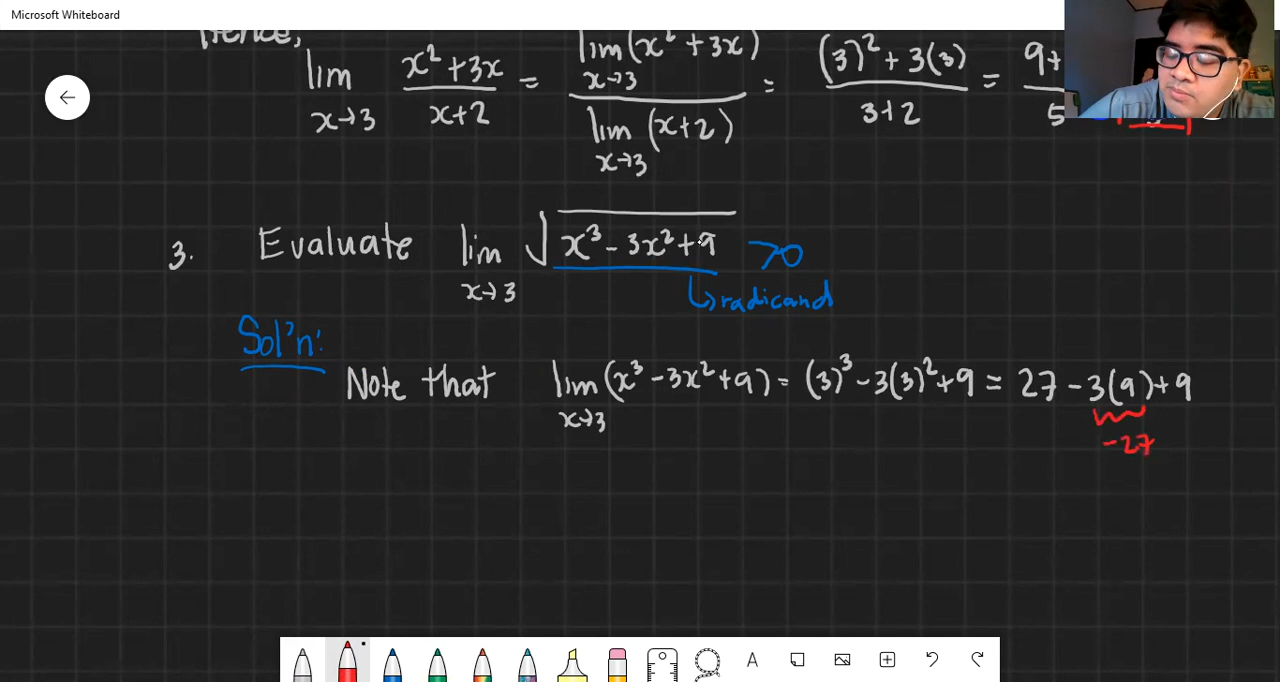 Microsoft Whiteboard
Hence,
lim x→3 x² + 3x / x+2 = lim x→3 (x² + 3x) / lim x→3 (x+2) = (3)² + 3(3) / 3+2 = 9+ / 5
3. Evaluate lim x→3 √x³ - 3x² + 9 >0
↳ radicand
Sol'n:
Note that lim x→3 (x³ - 3x² + 9) = (3)³ - 3(3)² + 9 = 27 - 3(9) + 9
-27
A